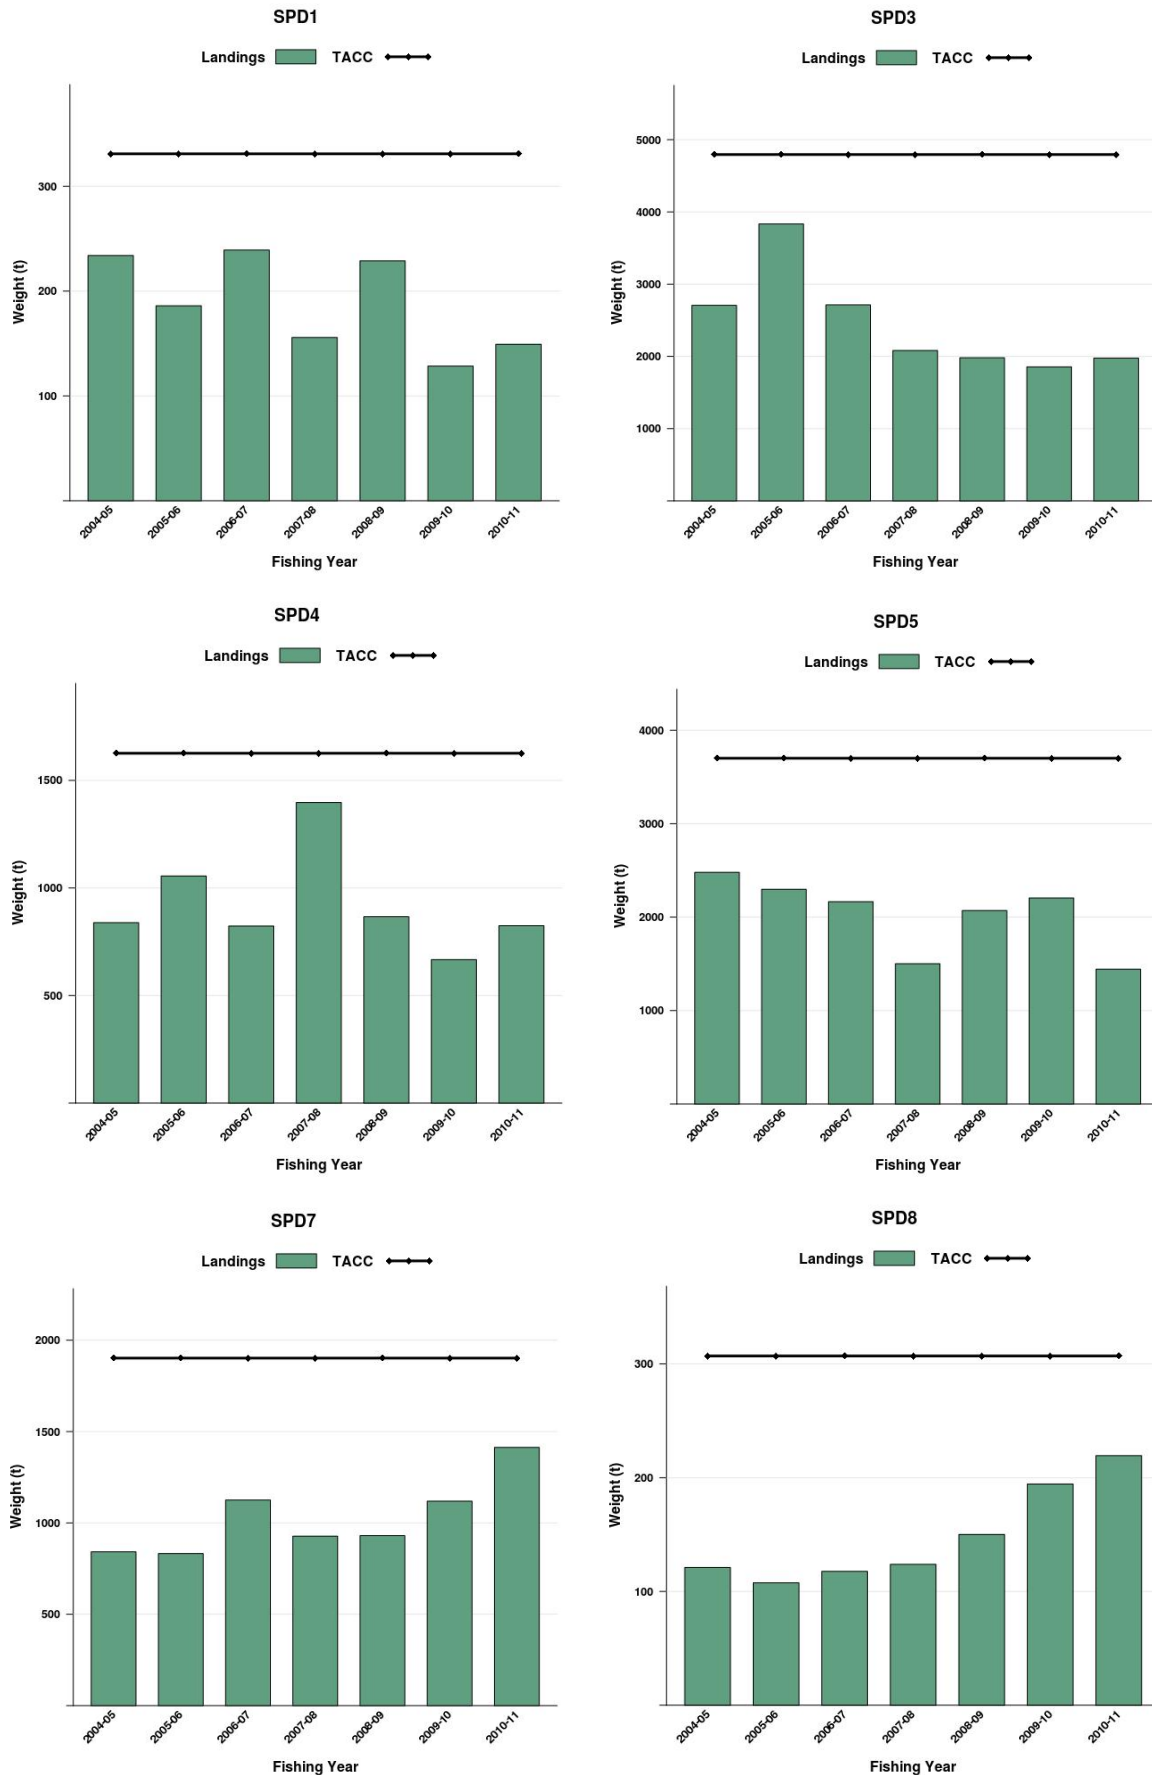 SPD1
Landings TACC
300
200
100
Weight (t)
2004-05 2005-06 2006-07 2007-08 2008-09 2009-10 2010-11
Fishing Year
SPD3
Landings TACC
5000
4000
3000
2000
1000
Weight (t)
2004-05 2005-06 2006-07 2007-08 2008-09 2009-10 2010-11
Fishing Year
SPD4
Landings TACC
1500
1000
500
Weight (t)
2004-05 2005-06 2006-07 2007-08 2008-09 2009-10 2010-11
Fishing Year
SPD5
Landings TACC
4000
3000
2000
1000
Weight (t)
2004-05 2005-06 2006-07 2007-08 2008-09 2009-10 2010-11
Fishing Year
SPD7
Landings TACC
2000
1500
1000
500
Weight (t)
2004-05 2005-06 2006-07 2007-08 2008-09 2009-10 2010-11
Fishing Year
SPD8
Landings TACC
300
200
100
Weight (t)
2004-05 2005-06 2006-07 2007-08 2008-09 2009-10 2010-11
Fishing Year